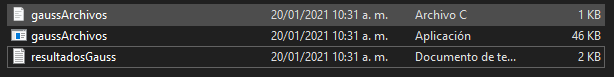 gaussArchivos 20/01/2021 10:31 a. m. Archivo C 1 KB
gaussArchivos 20/01/2021 10:31 a. m. Aplicación 46 KB
resultadosGauss 20/01/2021 10:31 a. m. Documento de te... 2 KB